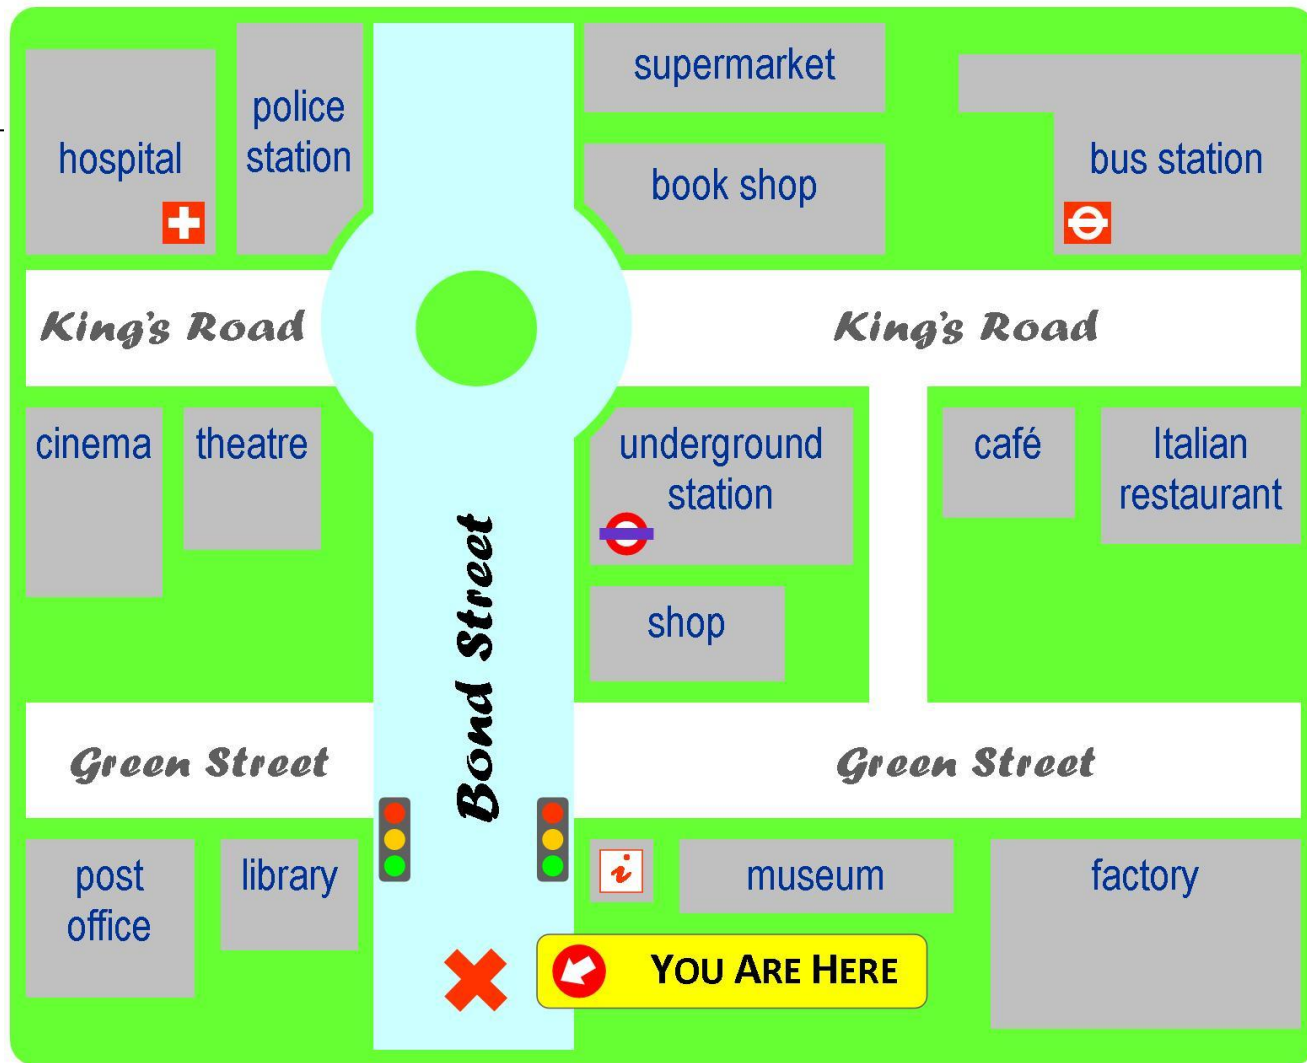 supermarket
police
station
hospital
book shop
bus station
King's Road
King's Road
cinema
theatre
underground
station
café
Italian
restaurant
shop
Bond Street
Green Street
Green Street
post
office
library
i
museum
factory
YOU ARE HERE